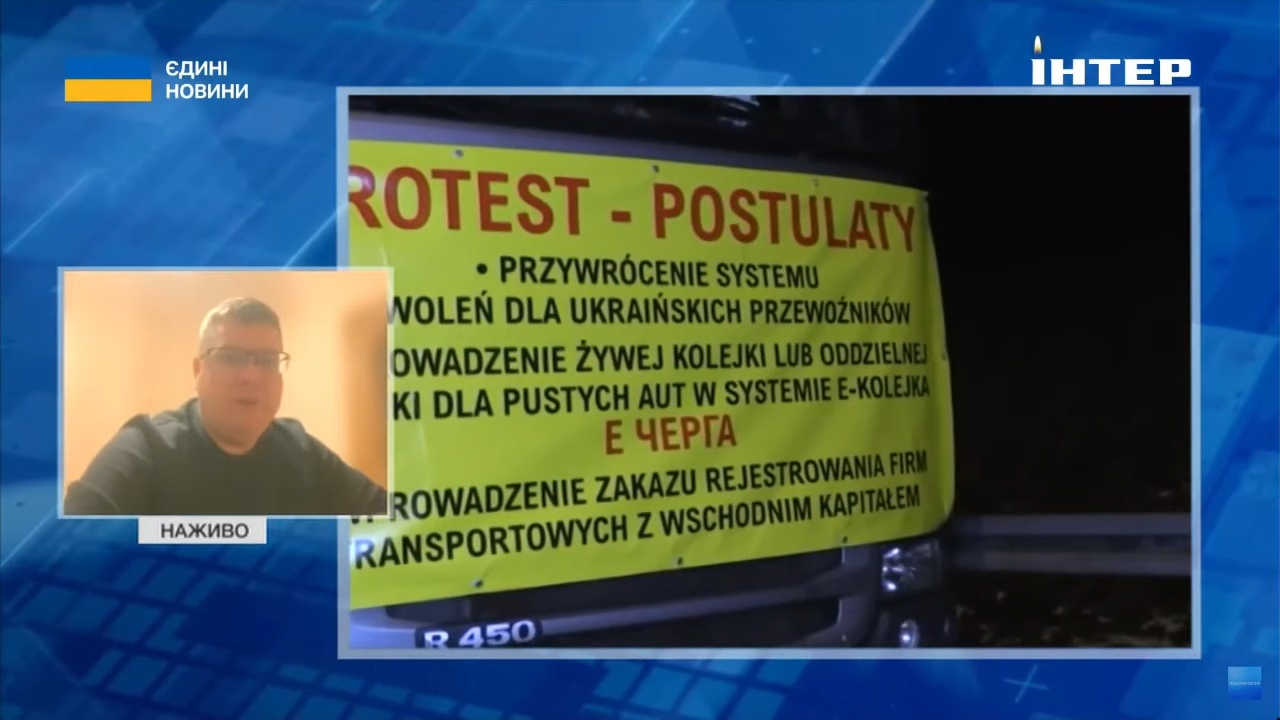 ЄДИНІ
НОВИНИ
ІНТЕР
ROTEST - POSTULATY
• PRZYWRÓCENIE SYSTEMU
WOLEŃ DLA UKRAIŃSKICH PRZEWOŹNIKÓW
OWADZENIE ŻYWEJ KOLEJKI LUB ODDZIELNEJ
KI DLA PUSTYCH AUT W SYSTEMIE E-KOLEJKA
Е ЧЕРГА
ROWADZENIE ZAKAZU REJESTROWANIA FIRM
RANSPORTOWYCH Z WSCHODNIM KAPITAŁEM
R 450
НАЖИВО